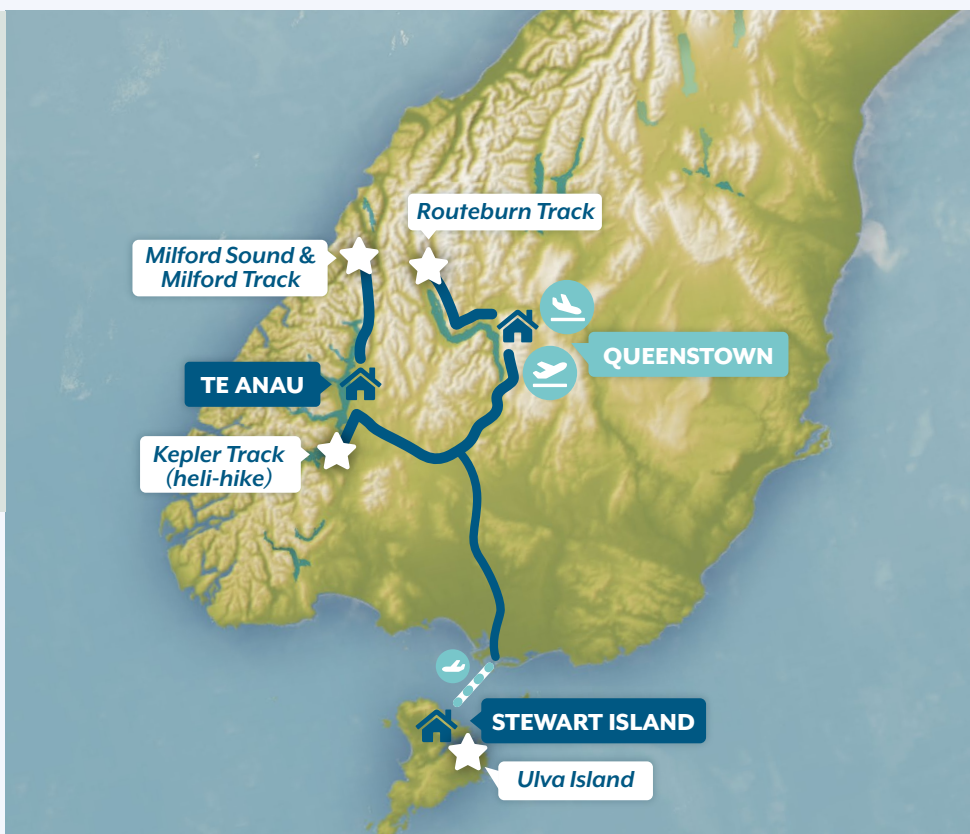 Routeburn Track
Milford Sound &
Milford Track
QUEENSTOWN
TE ANAU
Kepler Track
(heli-hike)
STEWART ISLAND
Ulva Island